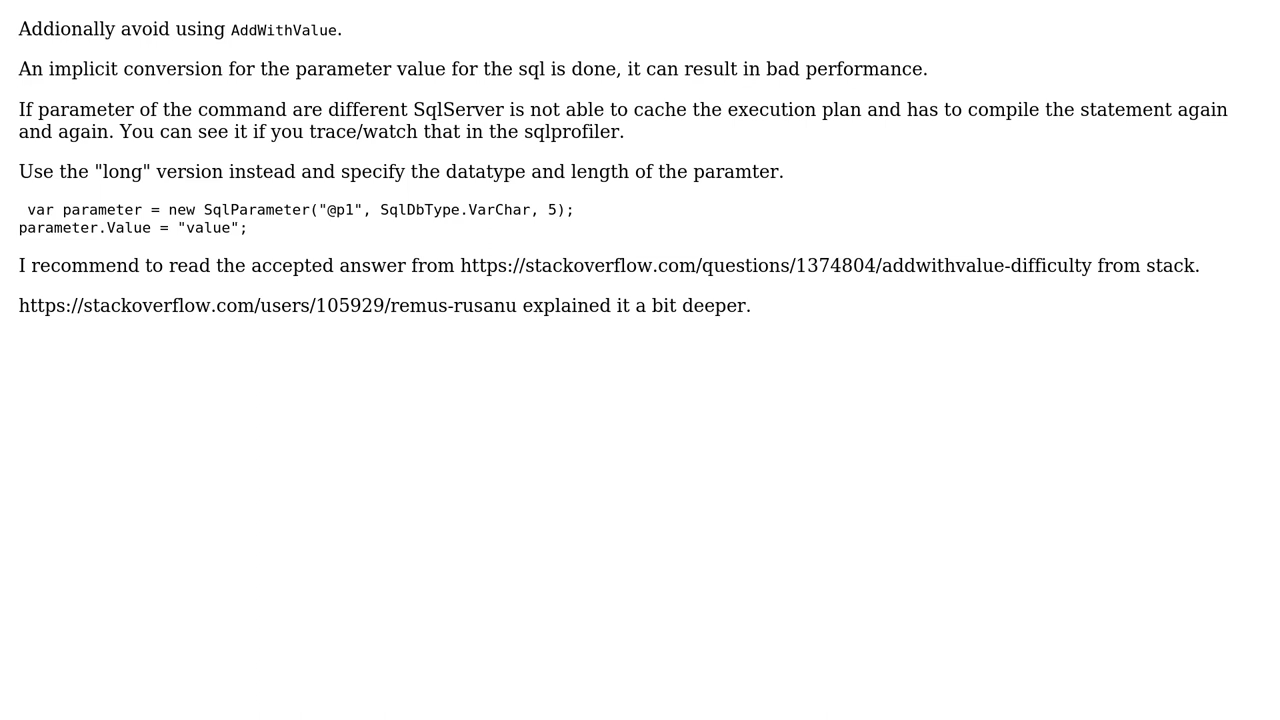 Addionally avoid using AddWithValue.
An implicit conversion for the parameter value for the sql is done, it can result in bad performance.
If parameter of the command are different SqlServer is not able to cache the execution plan and has to compile the statement again
and again. You can see it if you trace/watch that in the sqlprofiler.
Use the "long" version instead and specify the datatype and length of the paramter.
 var parameter = new SqlParameter("@p1", SqlDbType.VarChar, 5);
parameter.Value = "value";
I recommend to read the accepted answer from https://stackoverflow.com/questions/1374804/addwithvalue-difficulty from stack.
https://stackoverflow.com/users/105929/remus-rusanu explained it a bit deeper.